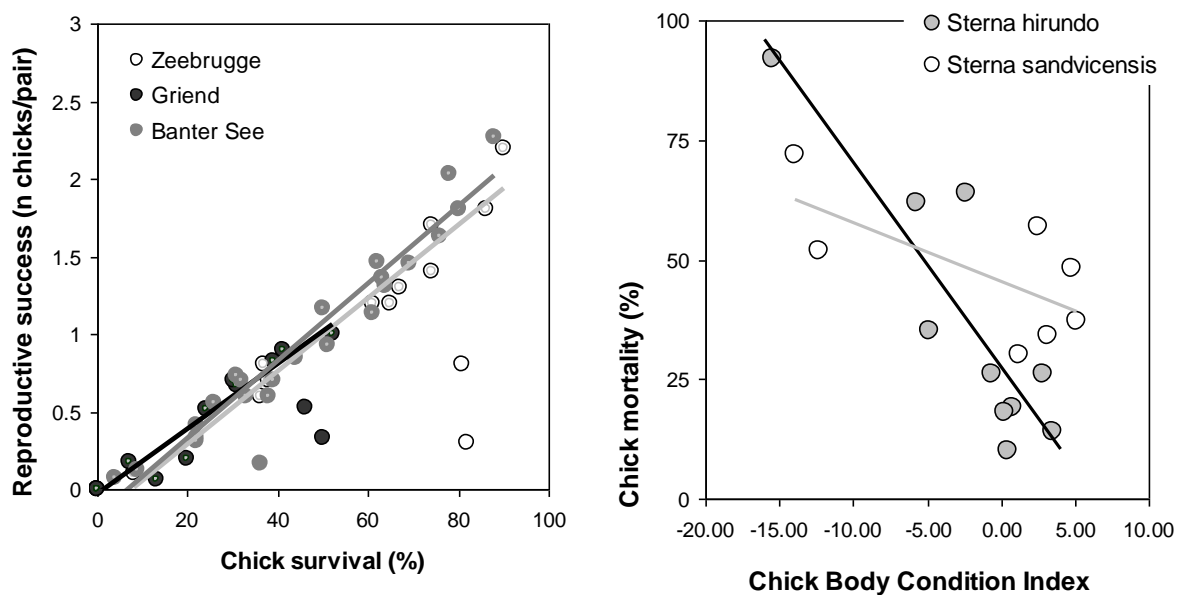 Reproductive success (n chicks/pair)
3
2.5
2
1.5
1
0.5
0
Zeebrugge
Griend
Banter See
0 20 40 60 80 100
Chick survival (%)
Chick mortality (%)
100
75
50
25
0
Sterna hirundo
Sterna sandvicensis
-20.00 -15.00 -10.00 -5.00 0.00 5.00 10.00
Chick Body Condition Index